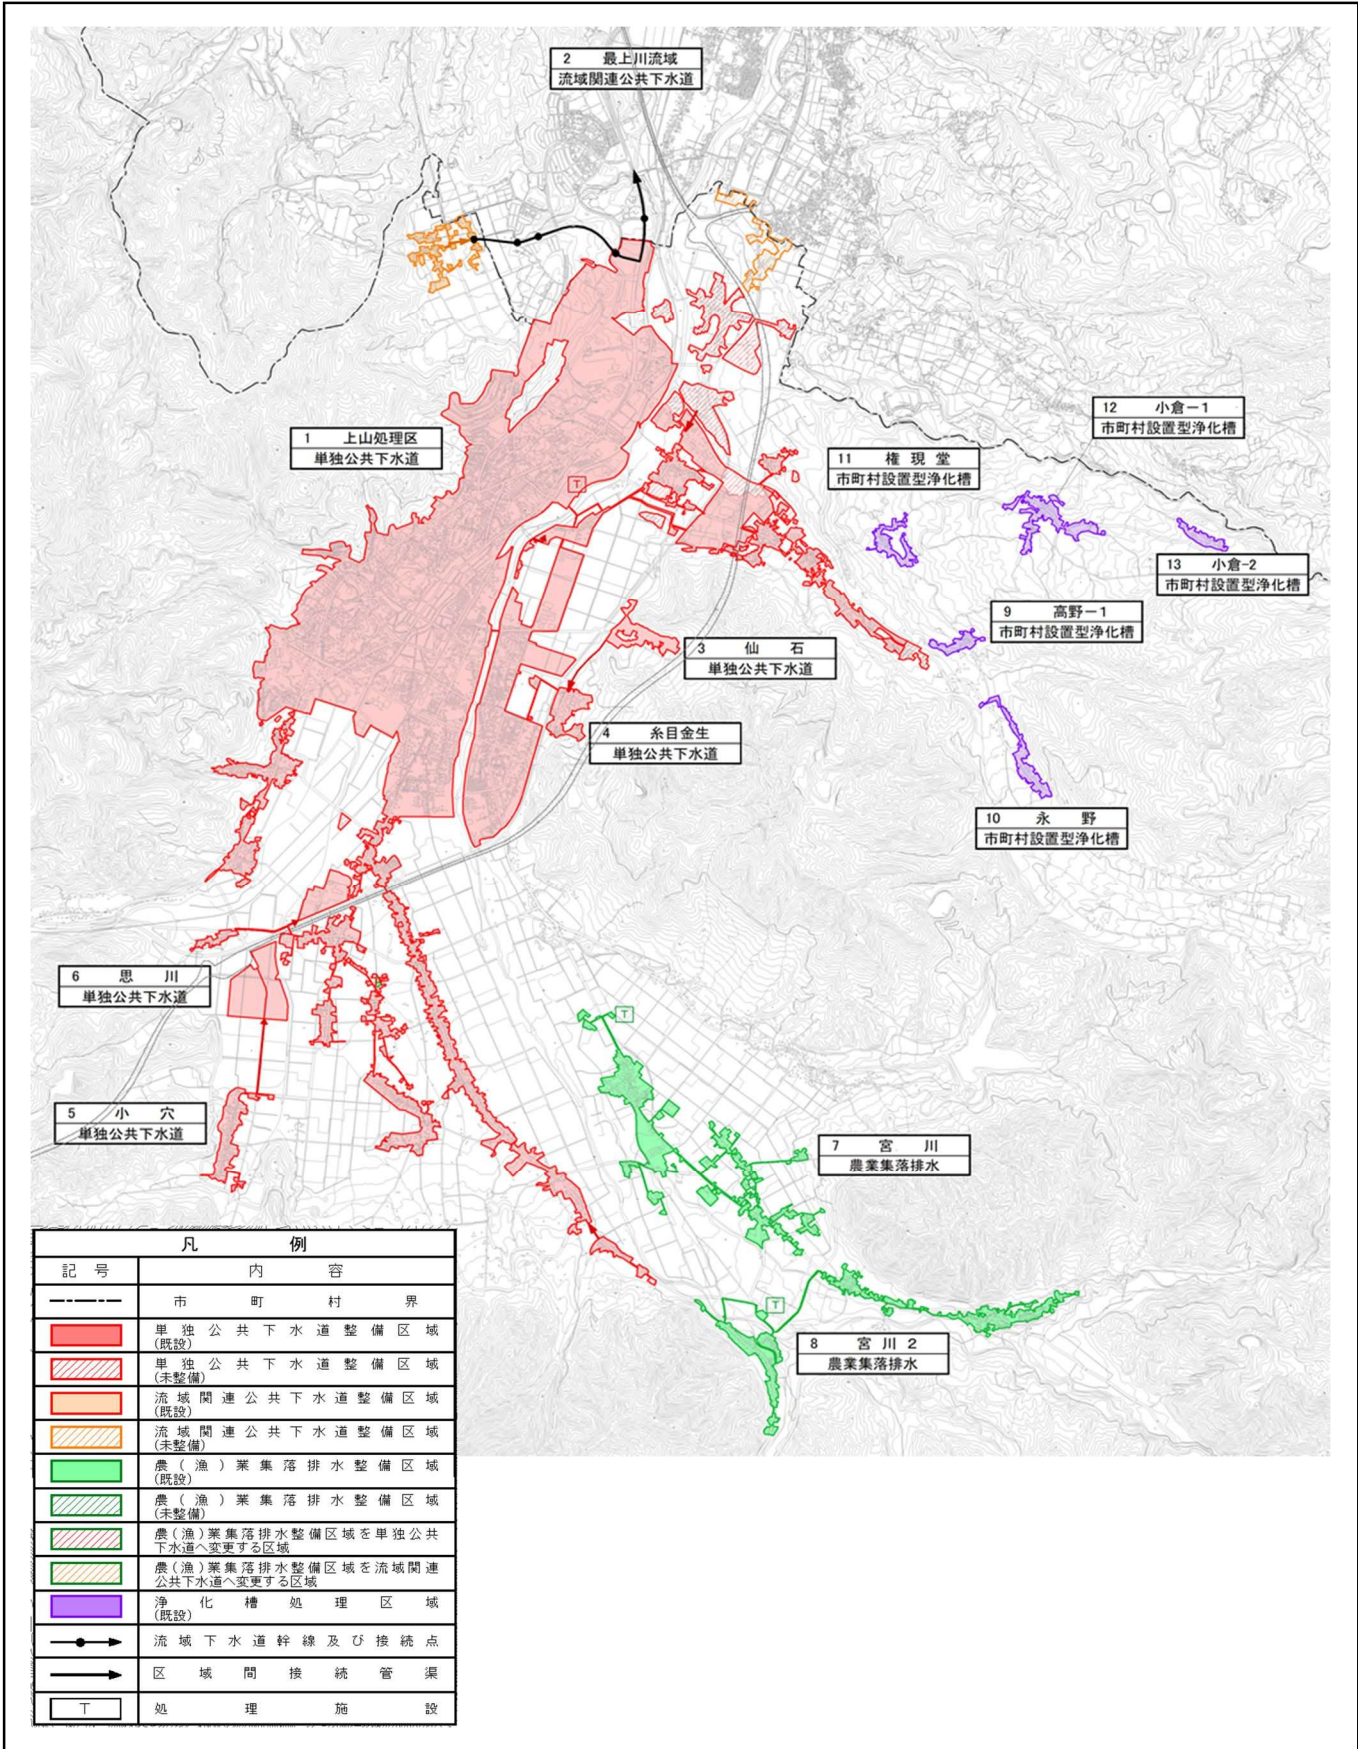 2 最上川流域
流域関連公共下水道
12 小倉－1
市町村設置型浄化槽
1 上山処理区
単独公共下水道
11 権現堂
市町村設置型浄化槽
T
13 小倉-2
市町村設置型浄化槽
9 高野－1
市町村設置型浄化槽
3 仙石
単独公共下水道
4 糸目金生
単独公共下水道
10 永野
市町村設置型浄化槽
6 思川
単独公共下水道
T
5 小穴
単独公共下水道
7 宮川
農業集落排水
T
8 宮川2
農業集落排水
凡例
記号 内容
市町村界
単独公共下水道整備区域
(既設)
単独公共下水道整備区域
(未整備)
流域関連公共下水道整備区域
(既設)
流域関連公共下水道整備区域
(未整備)
農(漁)業集落排水整備区域
(既設)
農(漁)業集落排水整備区域
(未整備)
農(漁)業集落排水整備区域を単独公共
下水道へ変更する区域
農(漁)業集落排水整備区域を流域関連
公共下水道へ変更する区域
浄化槽処理区域
(既設)
流域下水道幹線及び接続点
区域間接続管渠
T 処理施設